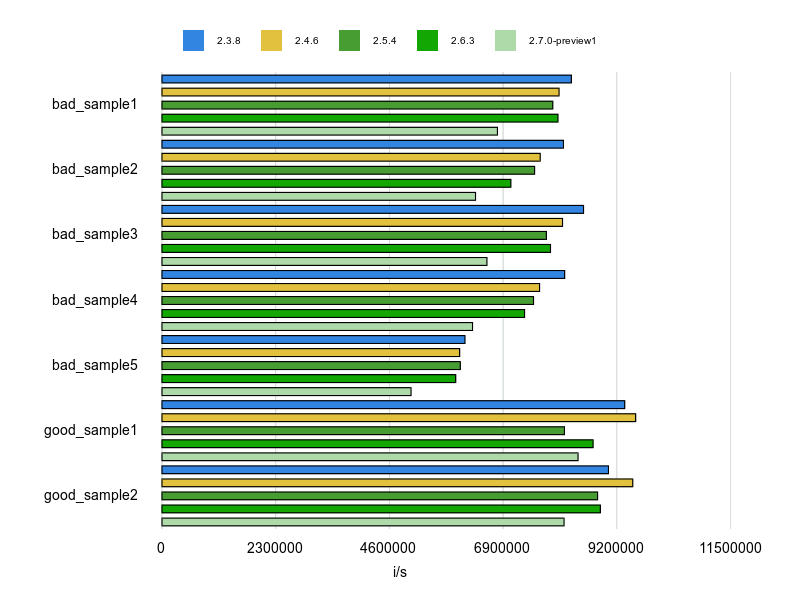 2.3.8 2.4.6 2.5.4 2.6.3 2.7.0-preview1
bad_sample1
bad_sample2
bad_sample3
bad_sample4
bad_sample5
good_sample1
good_sample2
0 2300000 4600000 6900000 9200000 11500000
i/s